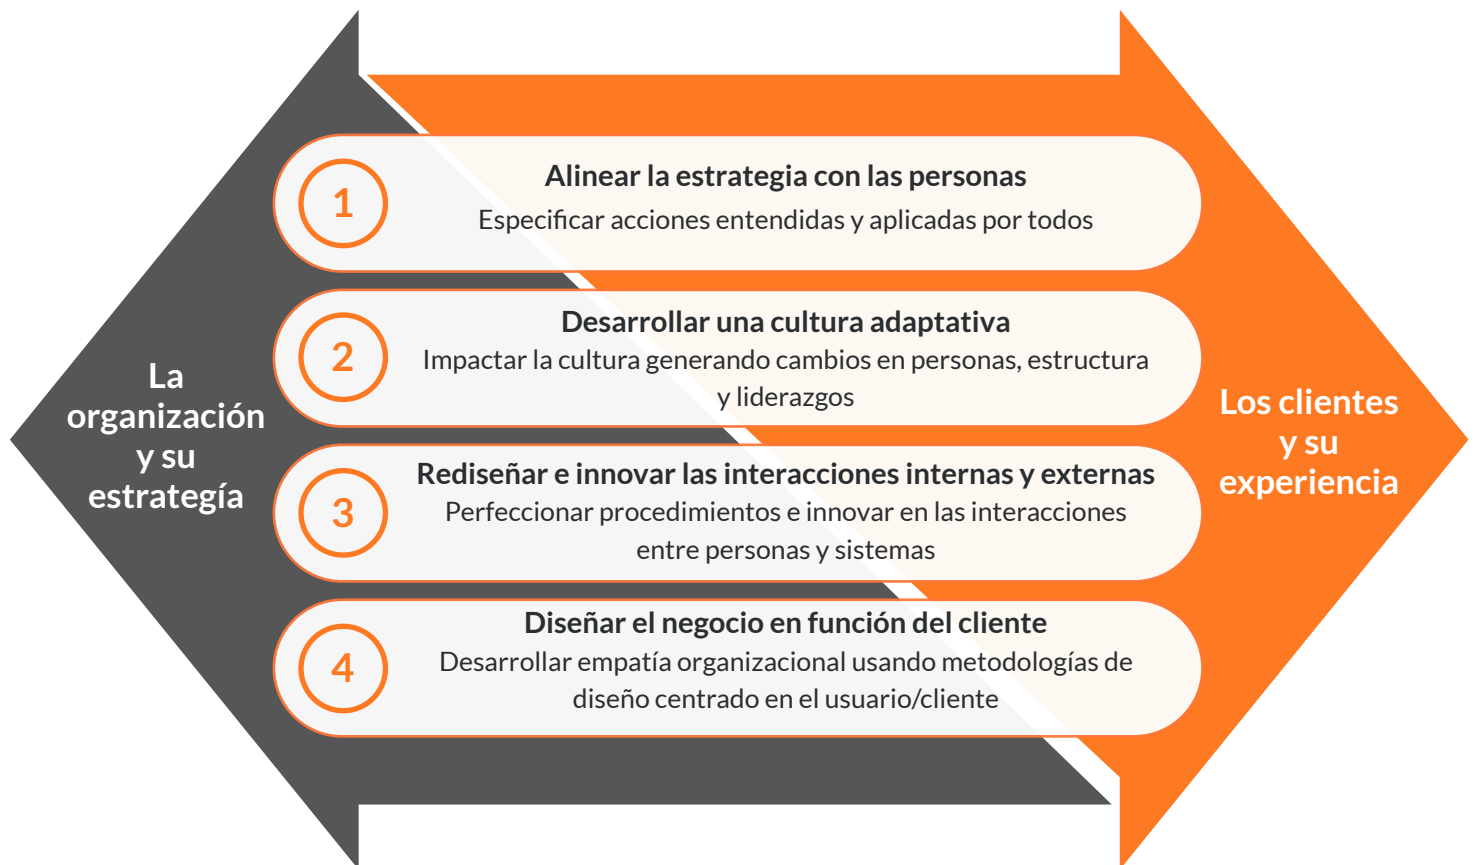 La
organización
y su
estrategía
1
Alinear la estrategia con las personas
Especificar acciones entendidas y aplicadas por todos
2
Desarrollar una cultura adaptativa
Impactar la cultura generando cambios en personas, estructura
y liderazgos
3
Rediseñar e innovar las interacciones internas y externas
Perfeccionar procedimientos e innovar en las interacciones
entre personas y sistemas
4
Diseñar el negocio en función del cliente
Desarrollar empatía organizacional usando metodologías de
diseño centrado en el usuario/cliente
Los clientes
y su
experiencia